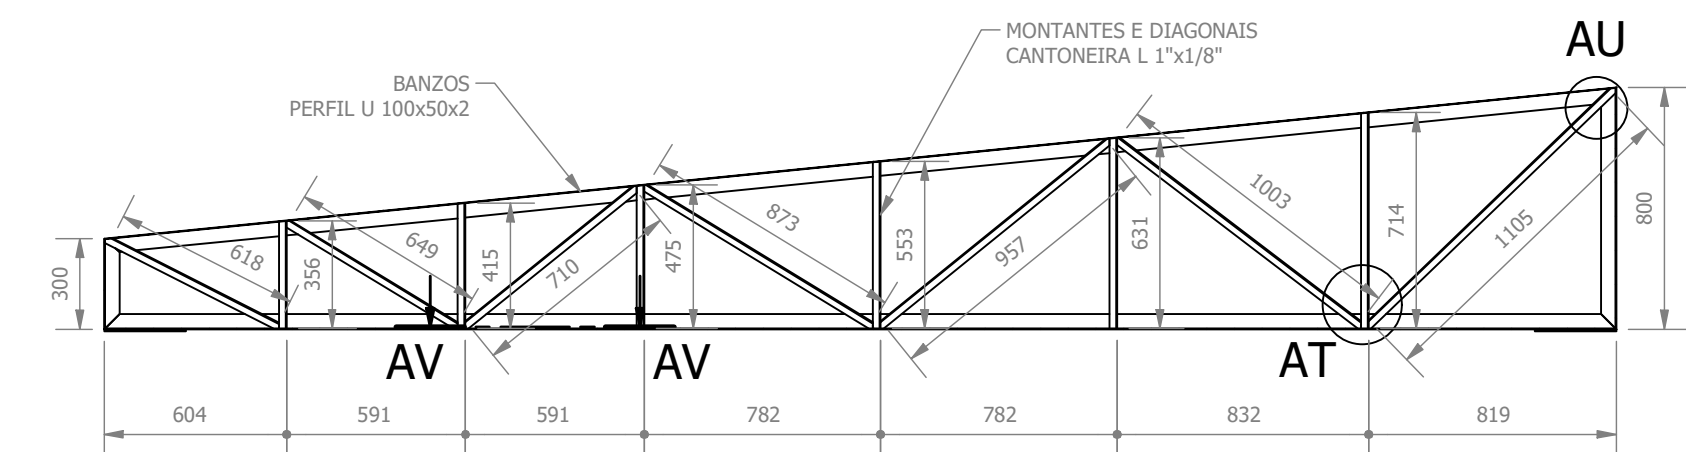 AU
MONTANTES E DIAGONAIS
CANTONEIRA L 1"x1/8"
BANZOS
PERFIL U 100x50x2
300
618
356
649
415
710
475
873
553
957
631
1003
714
1105
800
AV
AV
AT
604
591
591
782
782
832
819